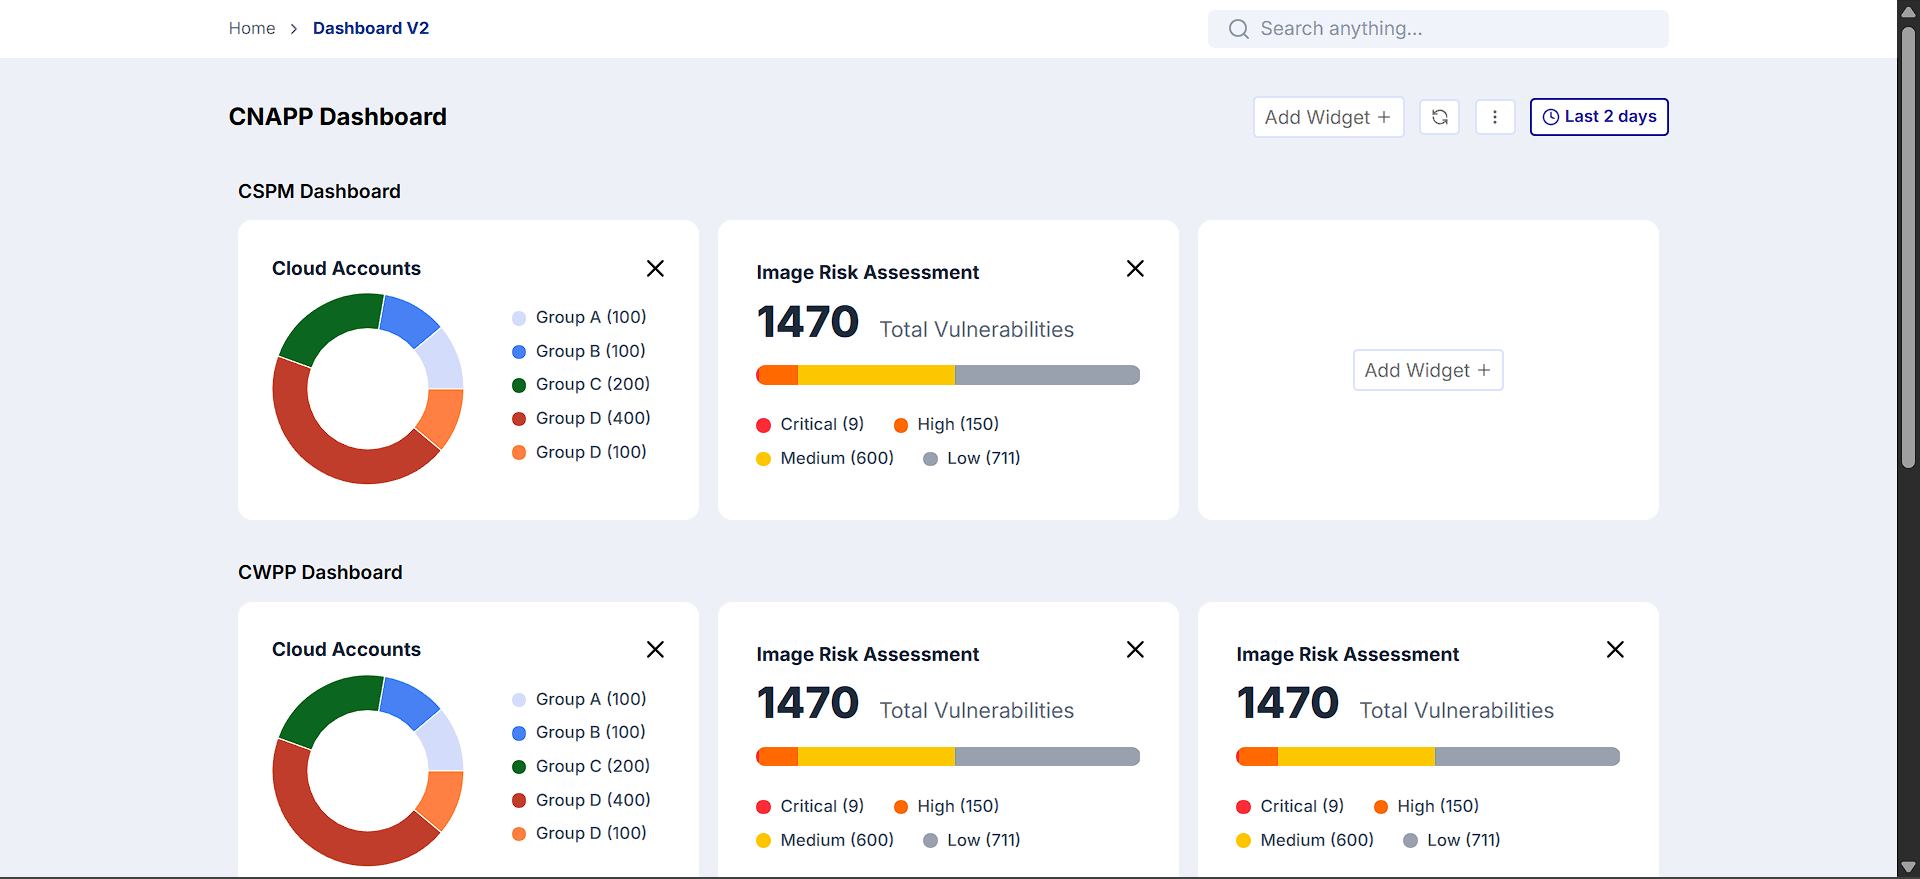 Home > Dashboard V2
Search anything...
CNAPP Dashboard
Add Widget +
Last 2 days
CSPM Dashboard
Cloud Accounts
Group A (100)
Group B (100)
Group C (200)
Group D (400)
Group D (100)
Image Risk Assessment
1470 Total Vulnerabilities
Critical (9) High (150)
Medium (600) Low (711)
Add Widget +
CWPP Dashboard
Cloud Accounts
Group A (100)
Group B (100)
Group C (200)
Group D (400)
Group D (100)
Image Risk Assessment
1470 Total Vulnerabilities
Critical (9) High (150)
Medium (600) Low (711)
Image Risk Assessment
1470 Total Vulnerabilities
Critical (9) High (150)
Medium (600) Low (711)